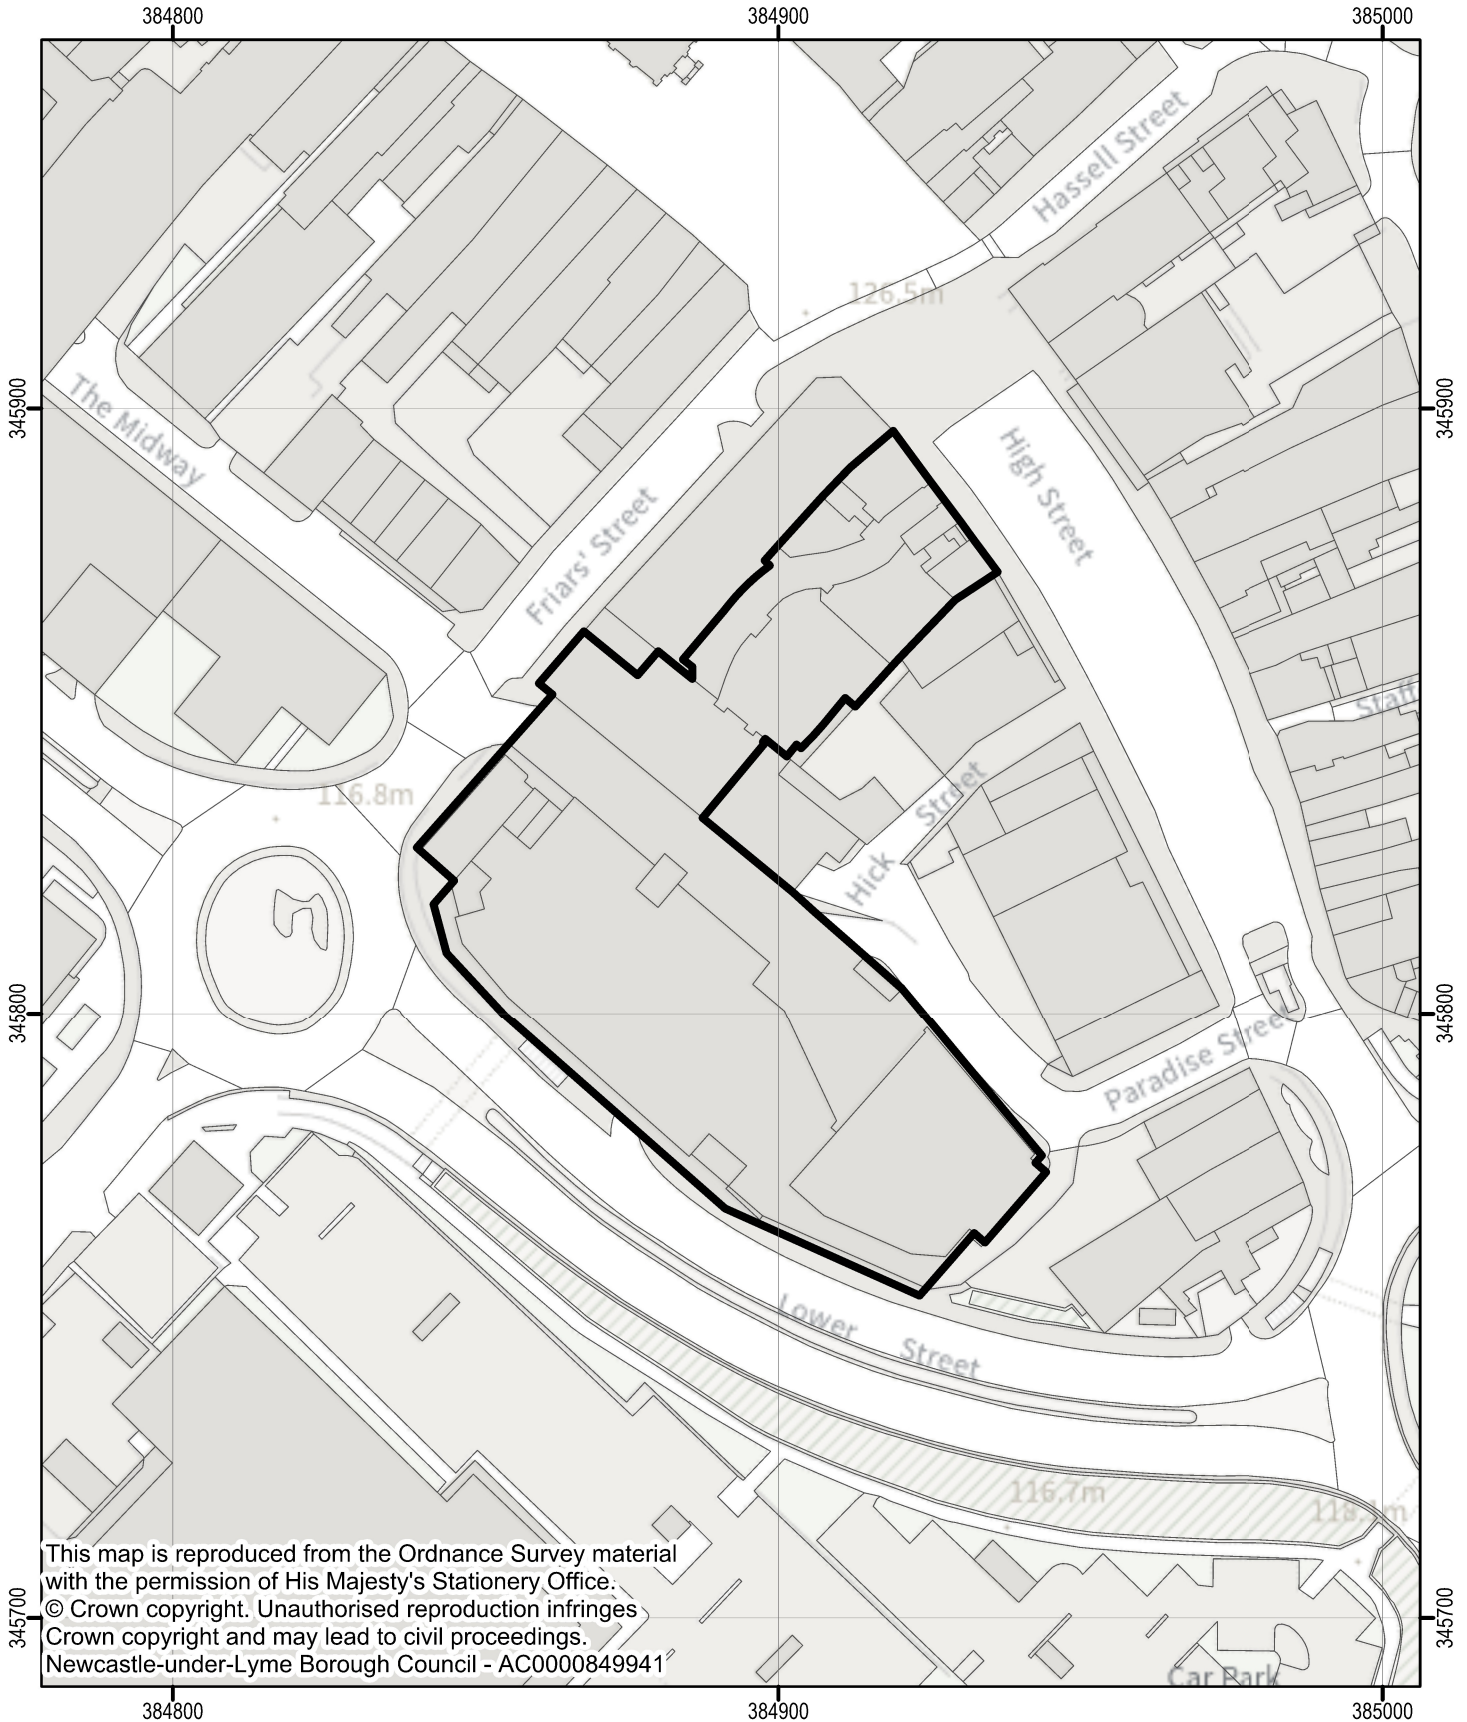 384800
384900
385000
Hassell Street
126.5m
345900
345900
The Midway
High Street
Friars' Street
Staff
116.8m
Hick Street
345800
345800
Paradise Street
Lower Street
116.7m
118.1m
This map is reproduced from the Ordnance Survey material
with the permission of His Majesty's Stationery Office.
© Crown copyright. Unauthorised reproduction infringes
Crown copyright and may lead to civil proceedings.
Newcastle-under-Lyme Borough Council - AC0000849941
345700
345700
Car Park
384800
384900
385000